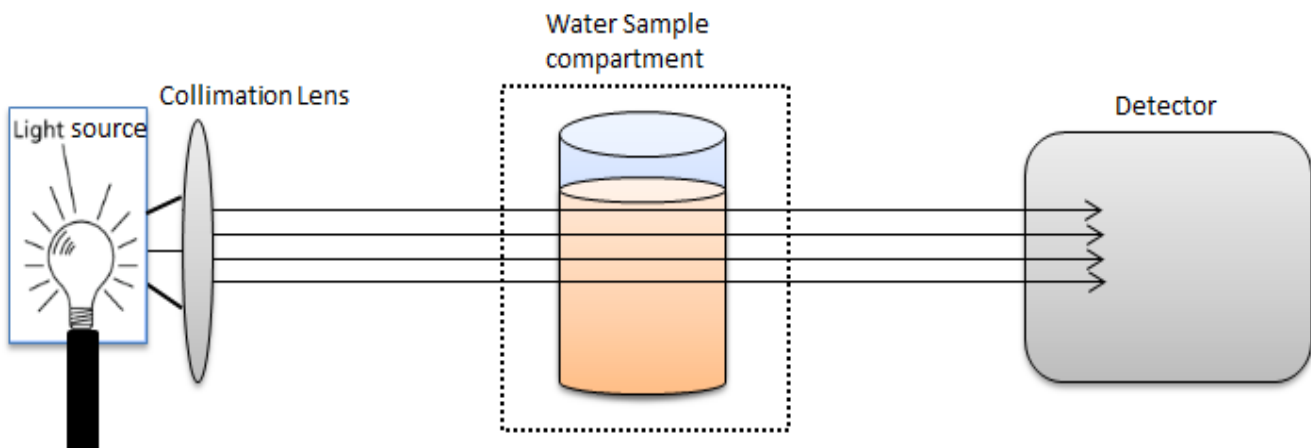 Water Sample
compartment
Collimation Lens
Detector
Light source